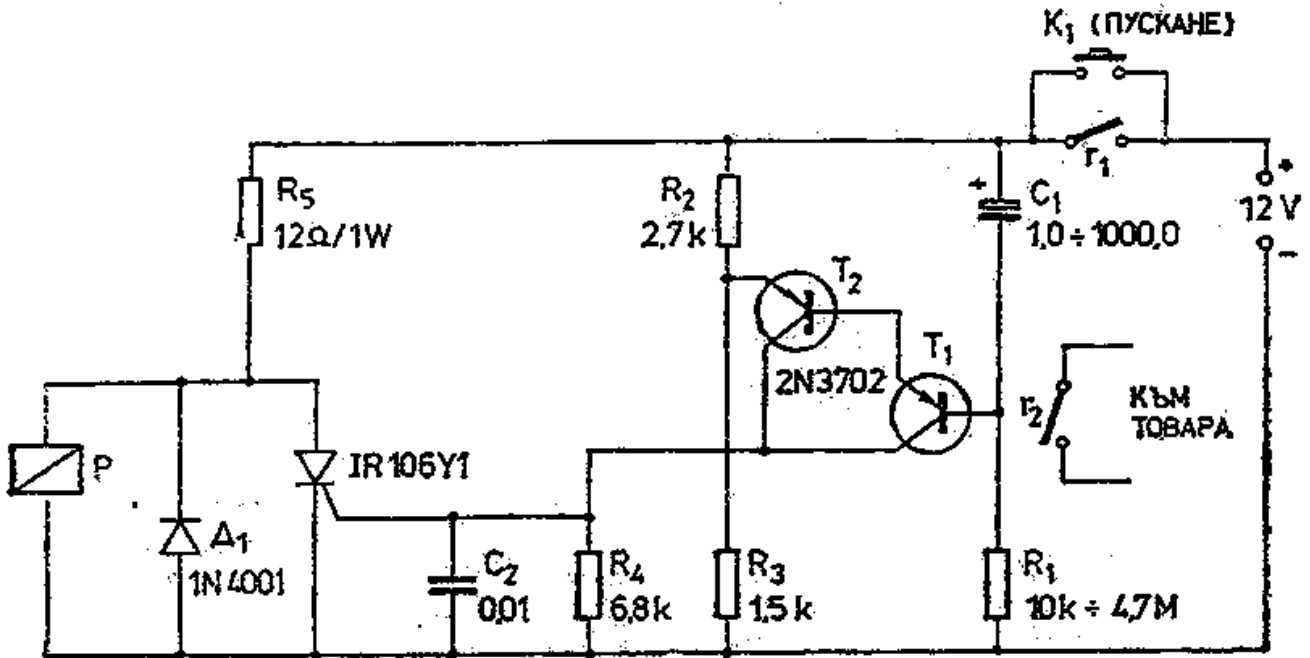 K₁ (ПУСКАНЕ)
r₁
+
12 V
−
R₅
12Ω/1W
R₂
2,7k
+
C₁
1,0÷1000,0
T₂
2N3702
T₁
r₂
КЪМ
ТОВАРА
P
IR106Y1
Δ₁
1N4001
C₂
0,01
R₄
6,8k
R₃
1,5k
R₁
10k÷4,7M